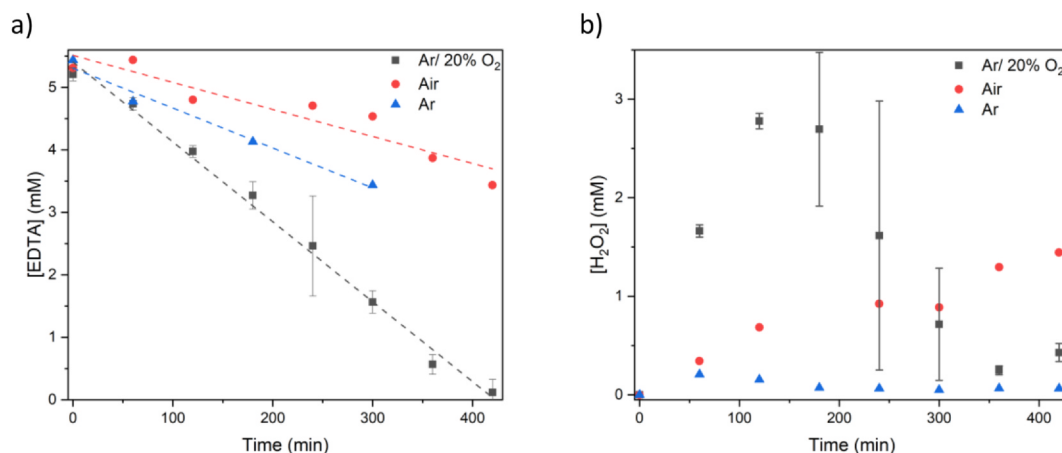 a)
[EDTA] (mM)
5
4
3
2
1
0
0 100 200 300 400
Time (min)
Ar/ 20% O₂
Air
Ar
b)
[H₂O₂] (mM)
3
2
1
0
0 100 200 300 400
Time (min)
Ar/ 20% O₂
Air
Ar